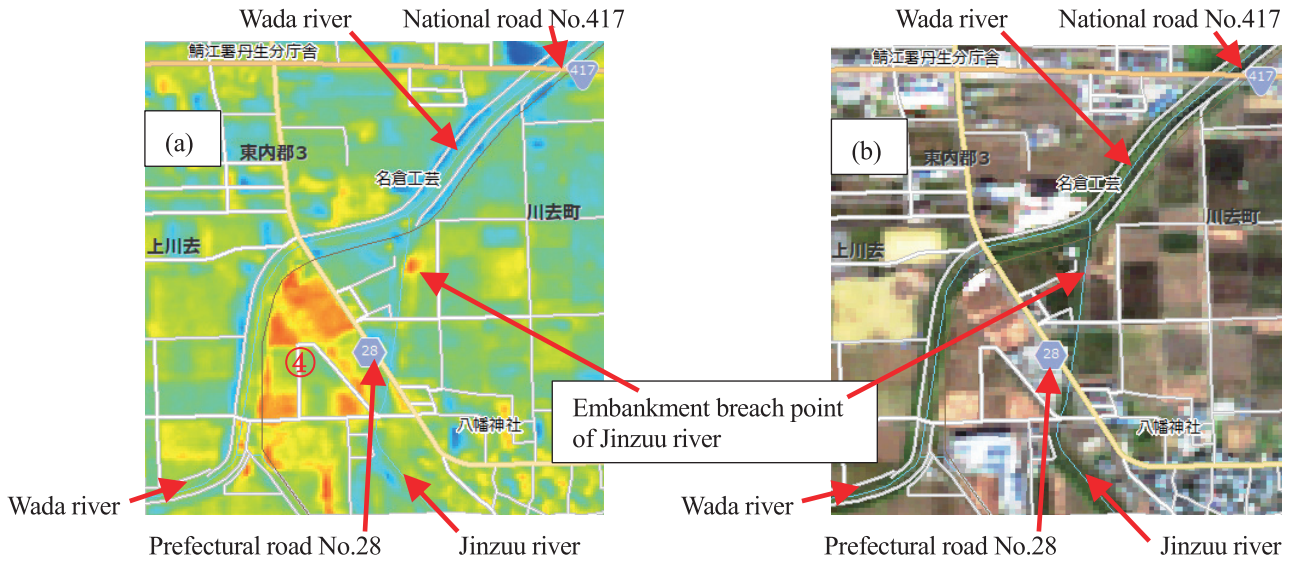 Wada river
National road No.417
Wada river
National road No.417
鯖江署丹生分庁舎
417
(a)
東内郡3
名倉工芸
川去町
上川去
④
28
八幡神社
鯖江署丹生分庁舎
417
(b)
東内郡3
名倉工芸
川去町
上川去
28
八幡神社
Embankment breach point
of Jinzuu river
Wada river
Prefectural road No.28
Jinzuu river
Wada river
Prefectural road No.28
Jinzuu river